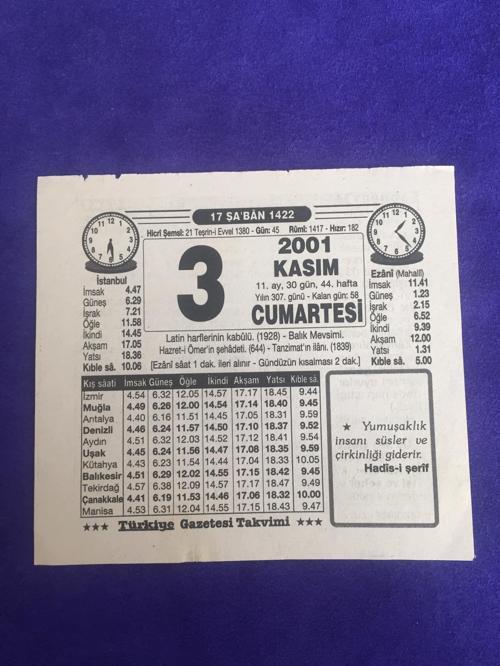 17 ŞA'BÂN 1422
Hicrî Şemsî: 21 Teşrin-i Evvel 1380 - Gün: 45 Rûmî: 1417 - Hızır: 182
3
2001
KASIM
11. ay, 30 gün, 44. hafta
Yılın 307. günü - Kalan gün: 58
CUMARTESİ
İstanbul
İmsak 4.47
Güneş 6.29
İşrak 7.21
Öğle 11.58
İkindi 14.45
Akşam 17.05
Yatsı 18.36
Kıble sâ. 10.06
Ezânî (Mahallî)
İmsak 11.41
Güneş 1.23
İşrak 2.15
Öğle 6.52
İkindi 9.39
Akşam 12.00
Yatsı 1.31
Kıble sâ. 5.00
Latin harflerinin kabûlü. (1928) - Balık Mevsimi.
Hazret-i Ömer'in şehâdeti. (644) - Tanzimat'ın ilânı. (1839)
[Ezânî sâat 1 dak. ileri alınır - Gündüzün kısalması 2 dak.]
Kış sâati İmsak Güneş Öğle İkindi Akşam Yatsı Kıble sâ.
İzmir 4.54 6.32 12.05 14.57 17.17 18.45 9.44
Muğla 4.49 6.26 12.00 14.54 17.14 18.40 9.45
Antalya 4.40 6.16 11.51 14.45 17.05 18.31 9.59
Denizli 4.46 6.24 11.57 14.50 17.10 18.37 9.52
Aydın 4.51 6.32 12.03 14.52 17.12 18.41 9.54
Uşak 4.45 6.24 11.56 14.47 17.08 18.35 9.59
Kütahya 4.43 6.23 11.54 14.44 17.04 18.33 10.05
Balıkesir 4.51 6.29 12.02 14.55 17.15 18.42 9.45
Tekirdağ 4.57 6.38 12.09 14.57 17.17 18.47 9.49
Çanakkale 4.41 6.19 11.53 14.46 17.06 18.32 10.00
Manisa 4.53 6.31 12.04 14.55 17.15 18.43 9.47
★ Yumuşaklık
insanı süsler ve
çirkinliği giderir.
Hadîs-i şerîf
★★★ Türkiye Gazetesi Takvimi ★★★